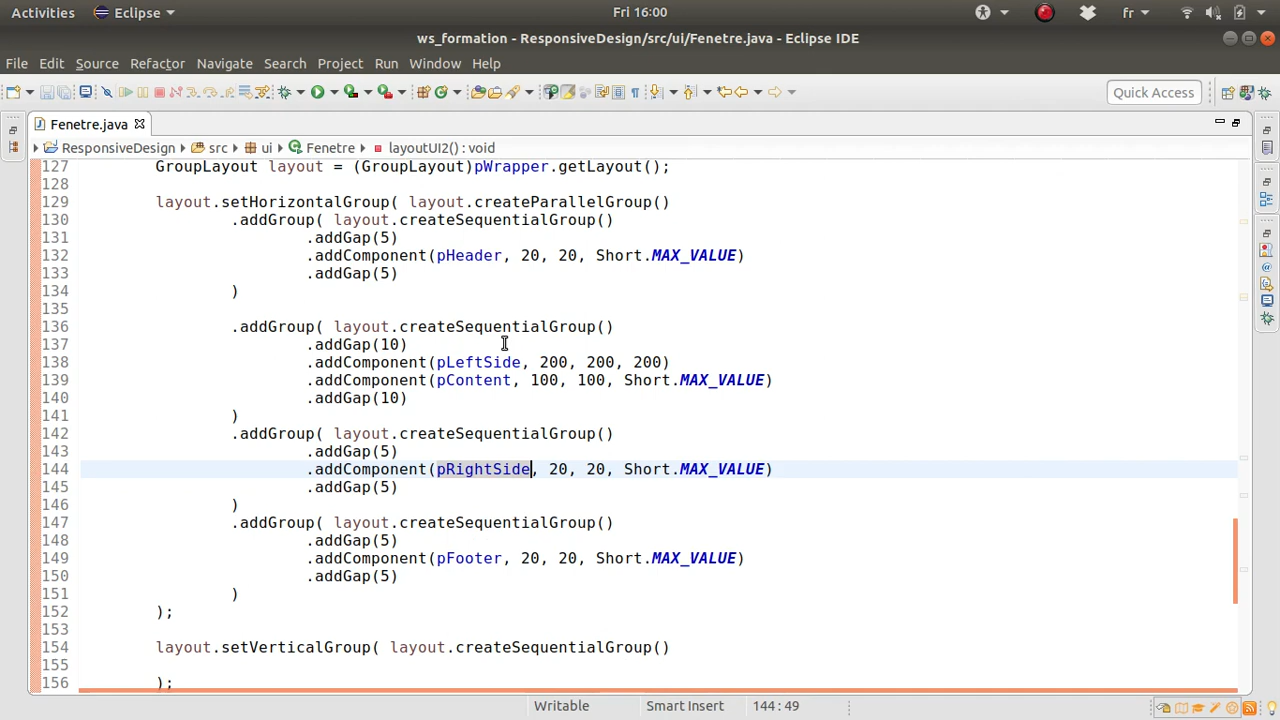 Activities Eclipse Fri 16:00 fr
ws_formation - ResponsiveDesign/src/ui/Fenetre.java - Eclipse IDE
File Edit Source Refactor Navigate Search Project Run Window Help
Quick Access
Fenetre.java
ResponsiveDesign src ui Fenetre layoutUI2() : void
127 GroupLayout layout = (GroupLayout)pWrapper.getLayout();
128
129 layout.setHorizontalGroup( layout.createParallelGroup()
130 .addGroup( layout.createSequentialGroup()
131 .addGap(5)
132 .addComponent(pHeader, 20, 20, Short.MAX_VALUE)
133 .addGap(5)
134 )
135
136 .addGroup( layout.createSequentialGroup()
137 .addGap(10)
138 .addComponent(pLeftSide, 200, 200, 200)
139 .addComponent(pContent, 100, 100, Short.MAX_VALUE)
140 .addGap(10)
141 )
142 .addGroup( layout.createSequentialGroup()
143 .addGap(5)
144 .addComponent(pRightSide, 20, 20, Short.MAX_VALUE)
145 .addGap(5)
146 )
147 .addGroup( layout.createSequentialGroup()
148 .addGap(5)
149 .addComponent(pFooter, 20, 20, Short.MAX_VALUE)
150 .addGap(5)
151 )
152 );
153
154 layout.setVerticalGroup( layout.createSequentialGroup()
155
156 );
Writable Smart Insert 144 : 49